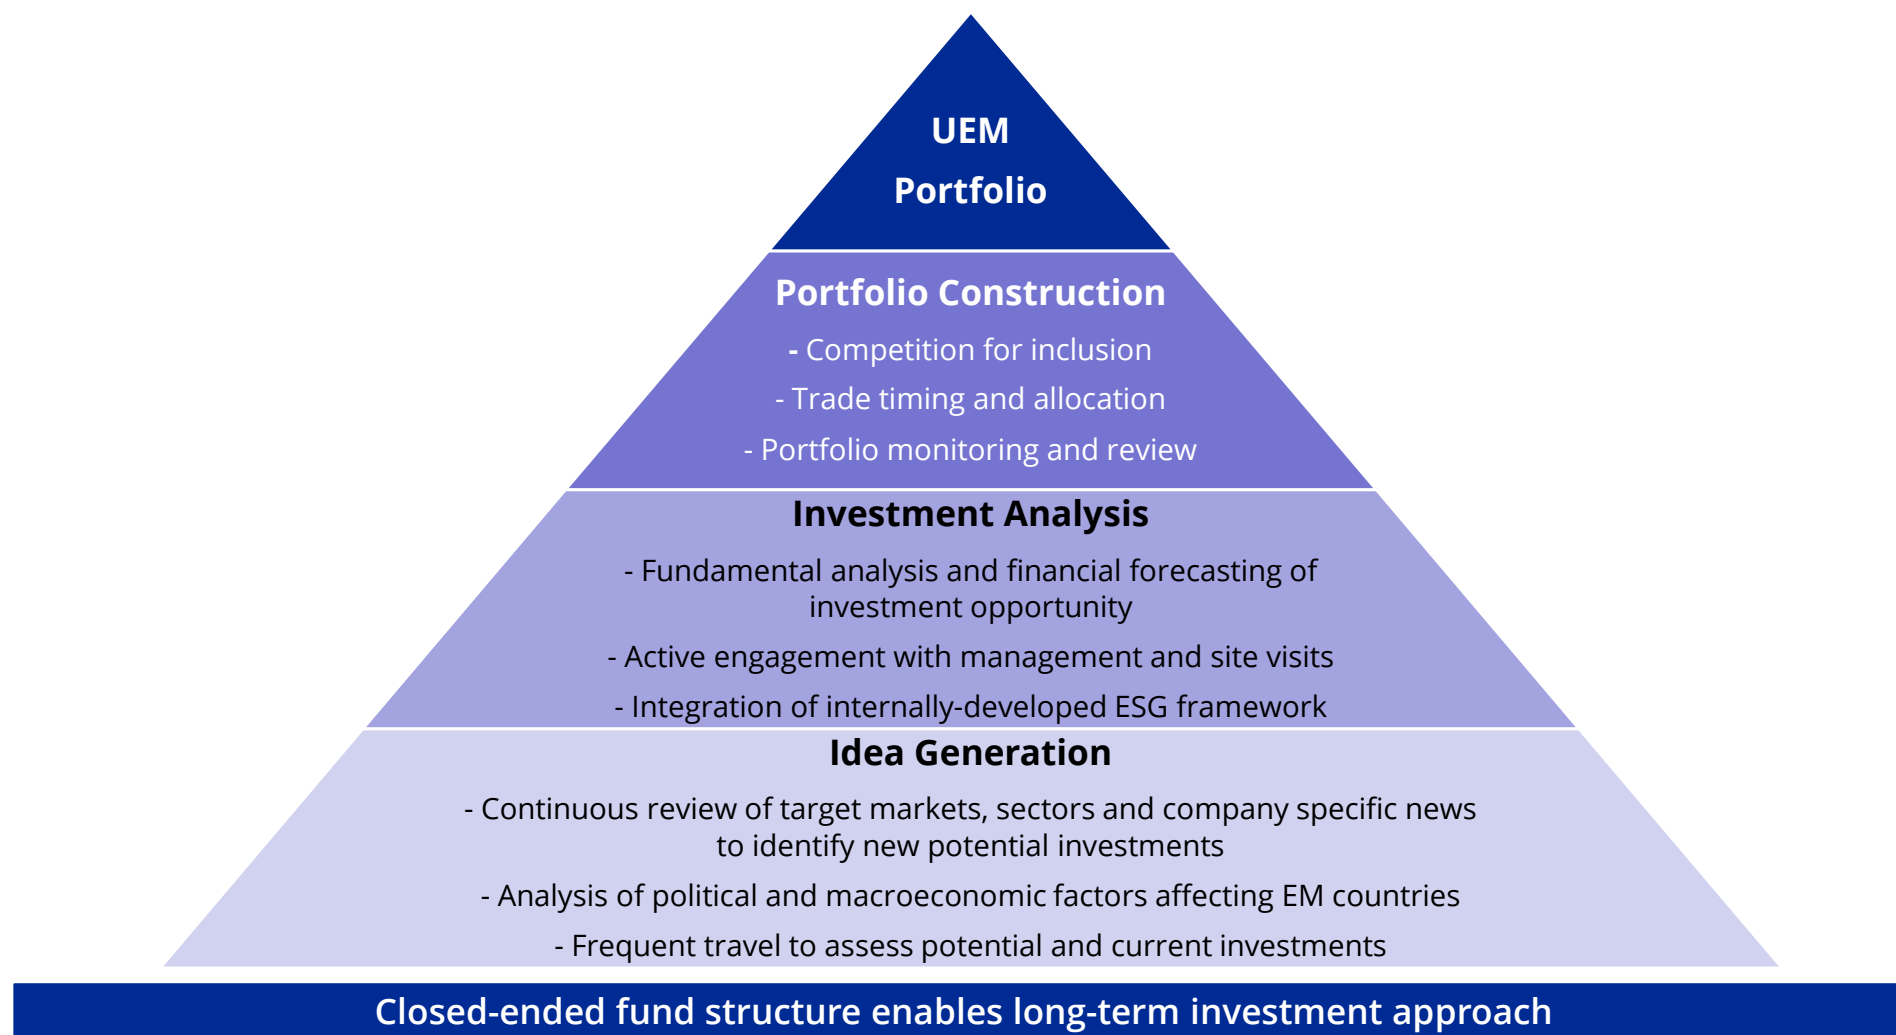 UEM
Portfolio
Portfolio Construction
- Competition for inclusion
- Trade timing and allocation
- Portfolio monitoring and review
Investment Analysis
- Fundamental analysis and financial forecasting of
investment opportunity
- Active engagement with management and site visits
- Integration of internally-developed ESG framework
Idea Generation
- Continuous review of target markets, sectors and company specific news
to identify new potential investments
- Analysis of political and macroeconomic factors affecting EM countries
- Frequent travel to assess potential and current investments
Closed-ended fund structure enables long-term investment approach